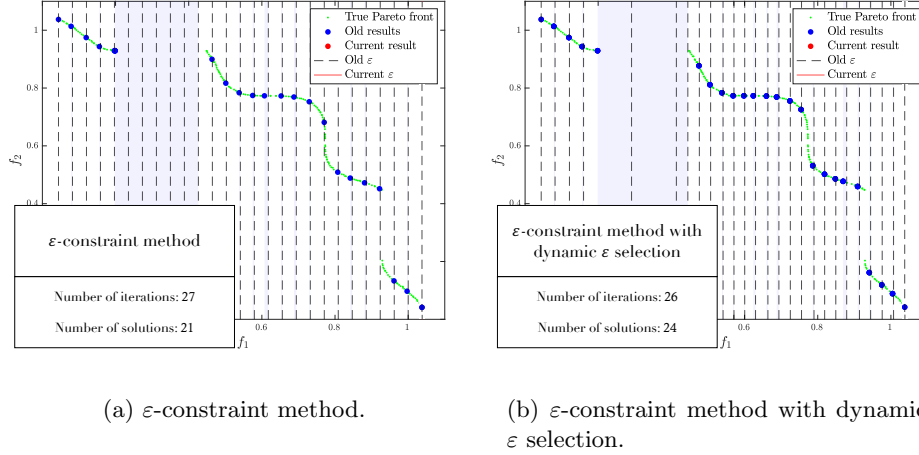 True Pareto front
Old results
Current result
Old ε
Current ε
1
0.8
0.6
0.4
f2
ε-constraint method
Number of iterations: 27
Number of solutions: 21
0.6
0.8
1
f1
True Pareto front
Old results
Current result
Old ε
Current ε
1
0.8
0.6
0.4
f2
ε-constraint method with
dynamic ε selection
Number of iterations: 26
Number of solutions: 24
0.6
0.8
1
f1
(a) ε-constraint method.
(b) ε-constraint method with dynamic
ε selection.